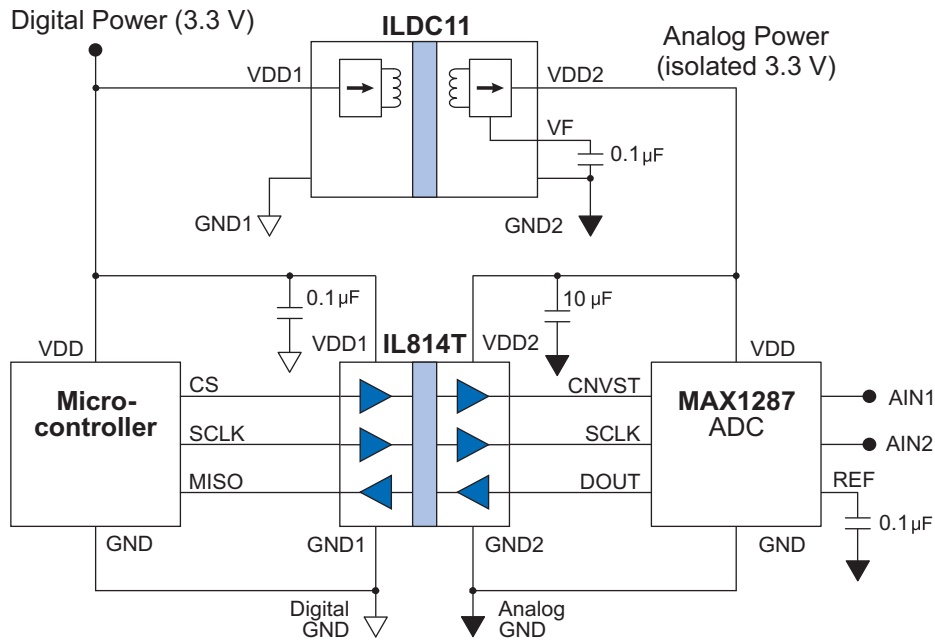 Digital Power (3.3 V)
ILDC11
Analog Power
(isolated 3.3 V)
VDD1
VDD2
VF
0.1 µF
GND1
GND2
0.1 µF
10 µF
VDD1
IL814T
VDD2
VDD
VDD
Micro-
controller
CS
CNVST
MAX1287
ADC
AIN1
SCLK
SCLK
AIN2
MISO
DOUT
REF
0.1 µF
GND
GND1
GND2
GND
Digital
GND
Analog
GND